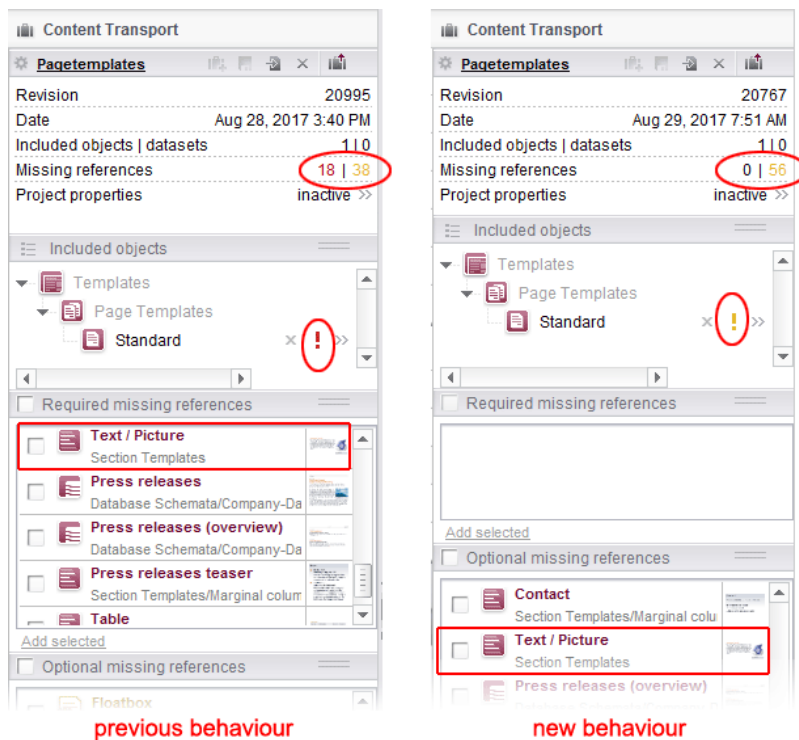 Content Transport
Pagetemplates
Revision 20995
Date Aug 28, 2017 3:40 PM
Included objects | datasets 1 | 0
Missing references 18 | 38
Project properties inactive >>
Included objects
Templates
Page Templates
Standard × ! >>
Required missing references
Text / Picture
Section Templates
Press releases
Database Schemata/Company-Da
Press releases (overview)
Database Schemata/Company-Da
Press releases teaser
Section Templates/Marginal colum
Table
Add selected
Optional missing references
Floatbox
previous behaviour
Content Transport
Pagetemplates
Revision 20767
Date Aug 29, 2017 7:51 AM
Included objects | datasets 1 | 0
Missing references 0 | 56
Project properties inactive >>
Included objects
Templates
Page Templates
Standard × ! >>
Required missing references
Add selected
Optional missing references
Contact
Section Templates/Marginal colu
Text / Picture
Section Templates
Press releases (overview)
new behaviour